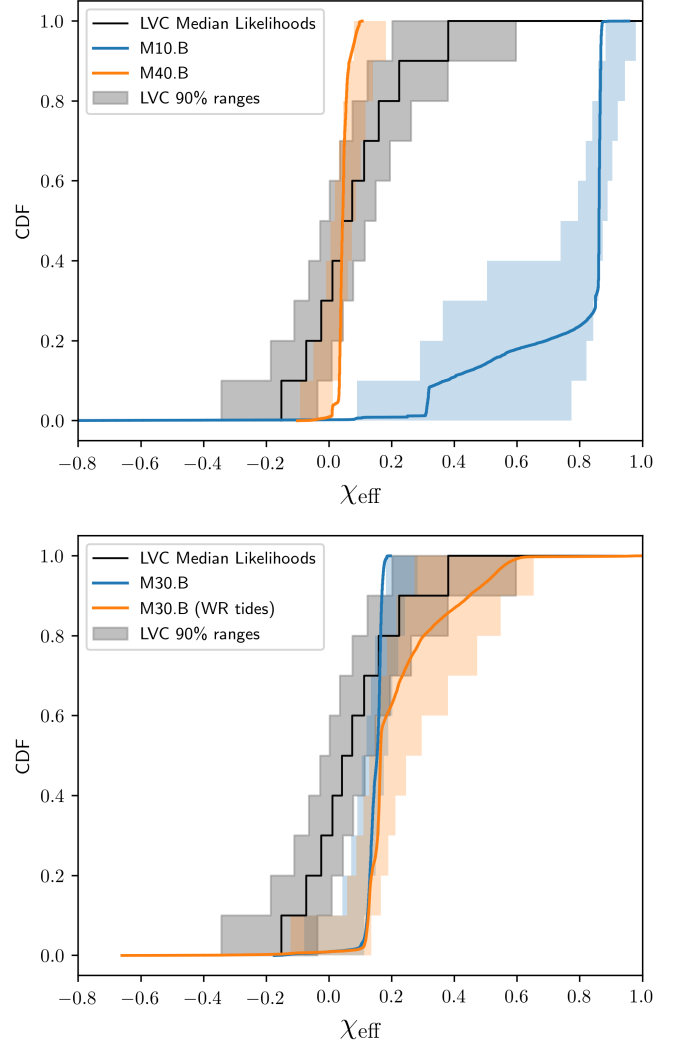 1.0
0.8
0.6
0.4
0.2
0.0
CDF
LVC Median Likelihoods
M10.B
M40.B
LVC 90% ranges
−0.8 −0.6 −0.4 −0.2 0.0 0.2 0.4 0.6 0.8 1.0
χeff
1.0
0.8
0.6
0.4
0.2
0.0
CDF
LVC Median Likelihoods
M30.B
M30.B (WR tides)
LVC 90% ranges
−0.8 −0.6 −0.4 −0.2 0.0 0.2 0.4 0.6 0.8 1.0
χeff